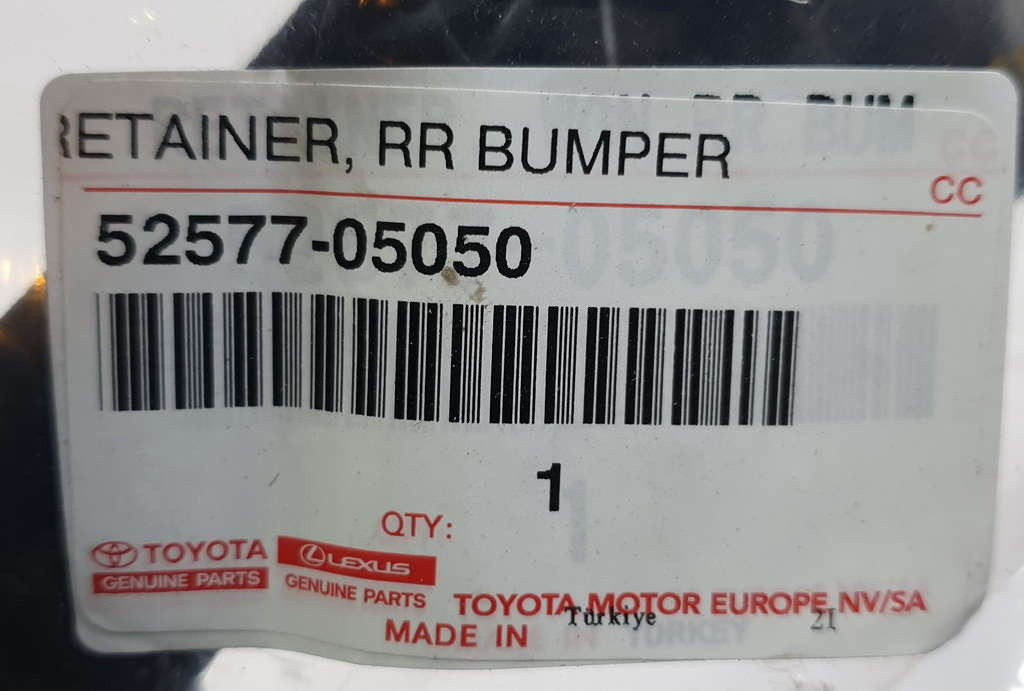 RETAINER, RR BUMPER
CC
52577-05050
1
QTY:
TOYOTA
GENUINE PARTS
LEXUS
GENUINE PARTS
TOYOTA MOTOR EUROPE NV/SA
MADE IN Türkiye 21